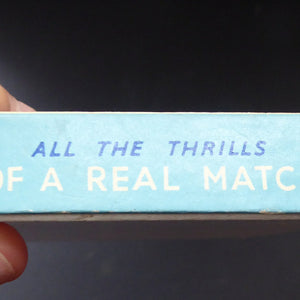 ALL THE THRILLS
OF A REAL MATC